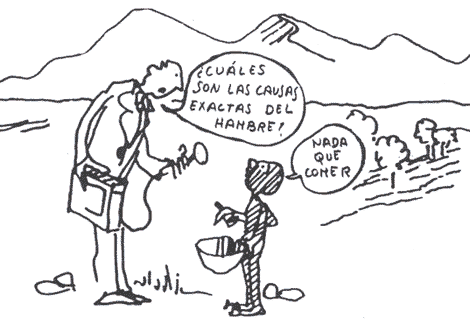 ¿CUÁLES
SON LAS CAUSAS
EXACTAS DEL
HAMBRE?
NADA
QUE
COMER